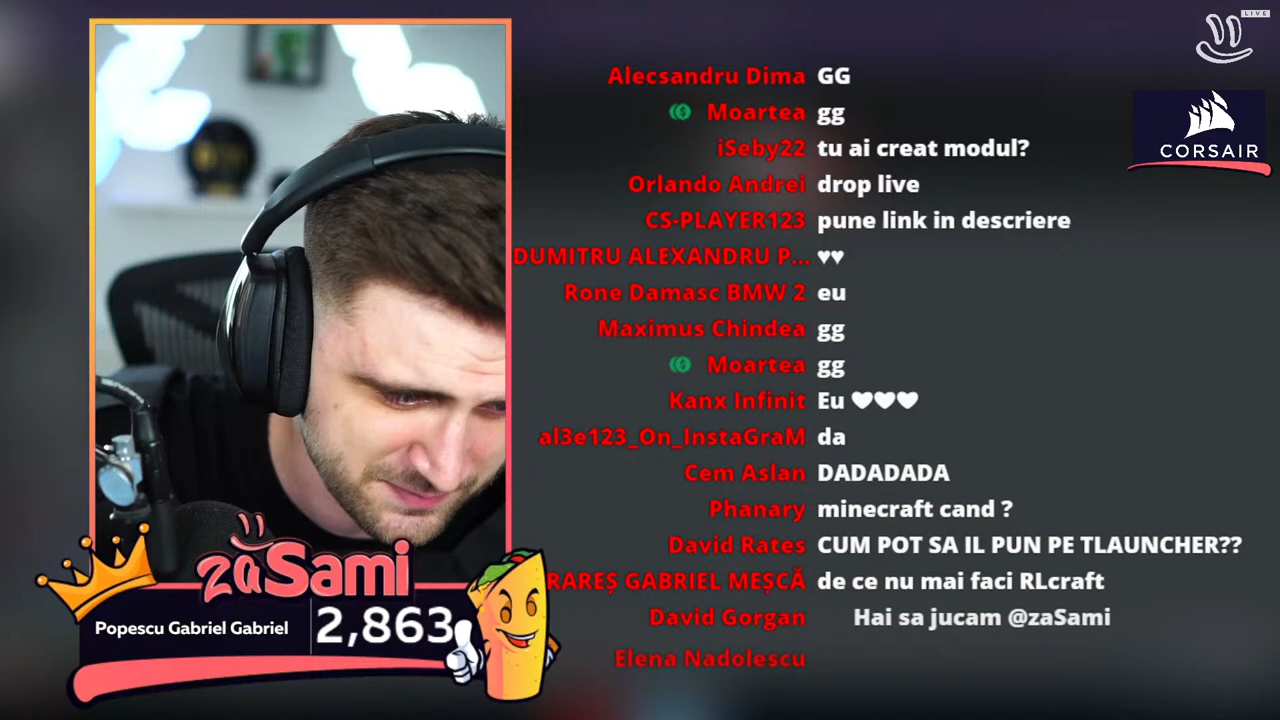 LIVE
CORSAIR
Alecsandru Dima GG
Moartea gg
iSeby22 tu ai creat modul?
Orlando Andrei drop live
CS-PLAYER123 pune link in descriere
DUMITRU ALEXANDRU P... ♥♥
Rone Damasc BMW 2 eu
Maximus Chindea gg
Moartea gg
Kanx Infinit Eu 🤍🤍🤍
al3e123_On_InstaGraM da
Cem Aslan DADADADA
Phanary minecraft cand ?
David Rates CUM POT SA IL PUN PE TLAUNCHER??
RAREȘ GABRIEL MEȘCĂ de ce nu mai faci RLcraft
David Gorgan Hai sa jucam @zaSami
Elena Nadolescu
zaSami
Popescu Gabriel Gabriel 2,863